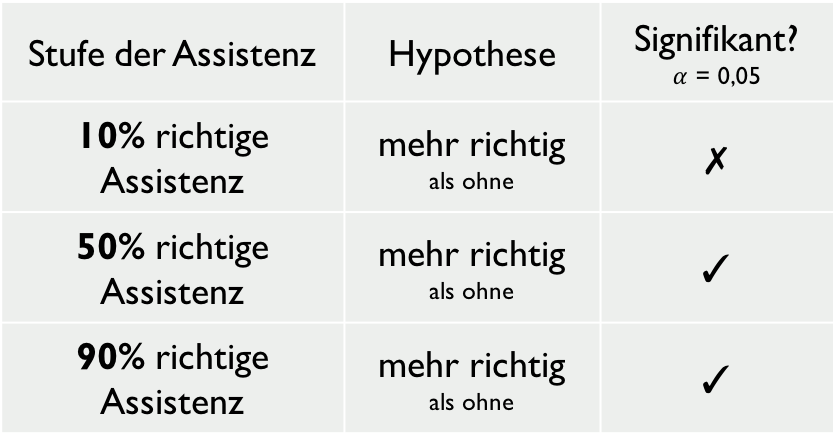 Stufe der Assistenz Hypothese Signifikant?
α = 0,05
10% richtige
Assistenz
mehr richtig
als ohne
✗
50% richtige
Assistenz
mehr richtig
als ohne
✓
90% richtige
Assistenz
mehr richtig
als ohne
✓